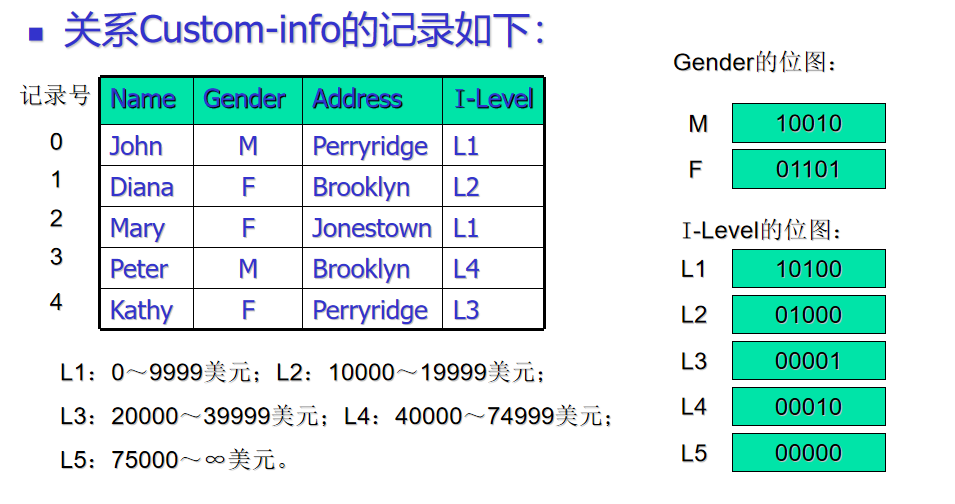 关系Custom-info的记录如下：
记录号 Name Gender Address I-Level
0 John M Perryridge L1
1 Diana F Brooklyn L2
2 Mary F Jonestown L1
3 Peter M Brooklyn L4
4 Kathy F Perryridge L3
L1：0～9999美元；L2：10000～19999美元；
L3：20000～39999美元；L4：40000～74999美元；
L5：75000～∞美元。
Gender的位图：
M 10010
F 01101
I-Level的位图：
L1 10100
L2 01000
L3 00001
L4 00010
L5 00000